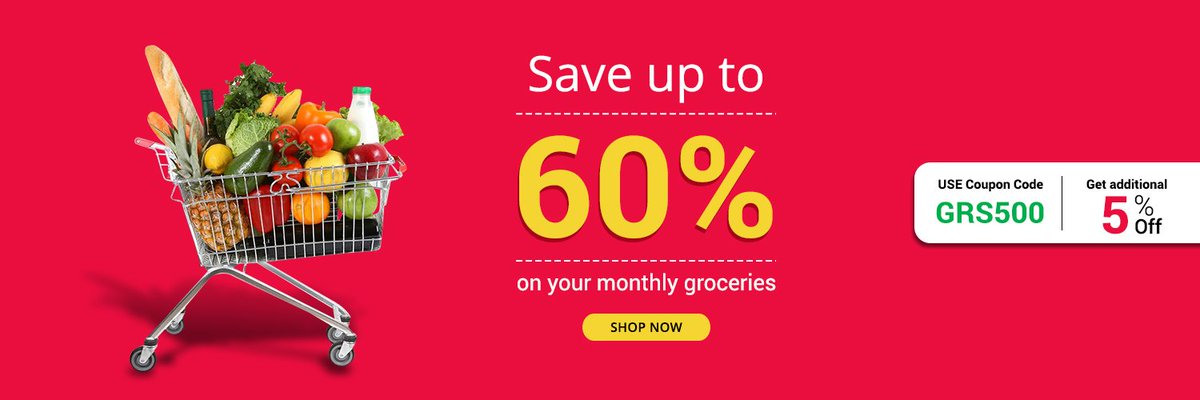 Save up to
60%
on your monthly groceries
SHOP NOW
USE Coupon Code
GRS500
Get additional
5% Off